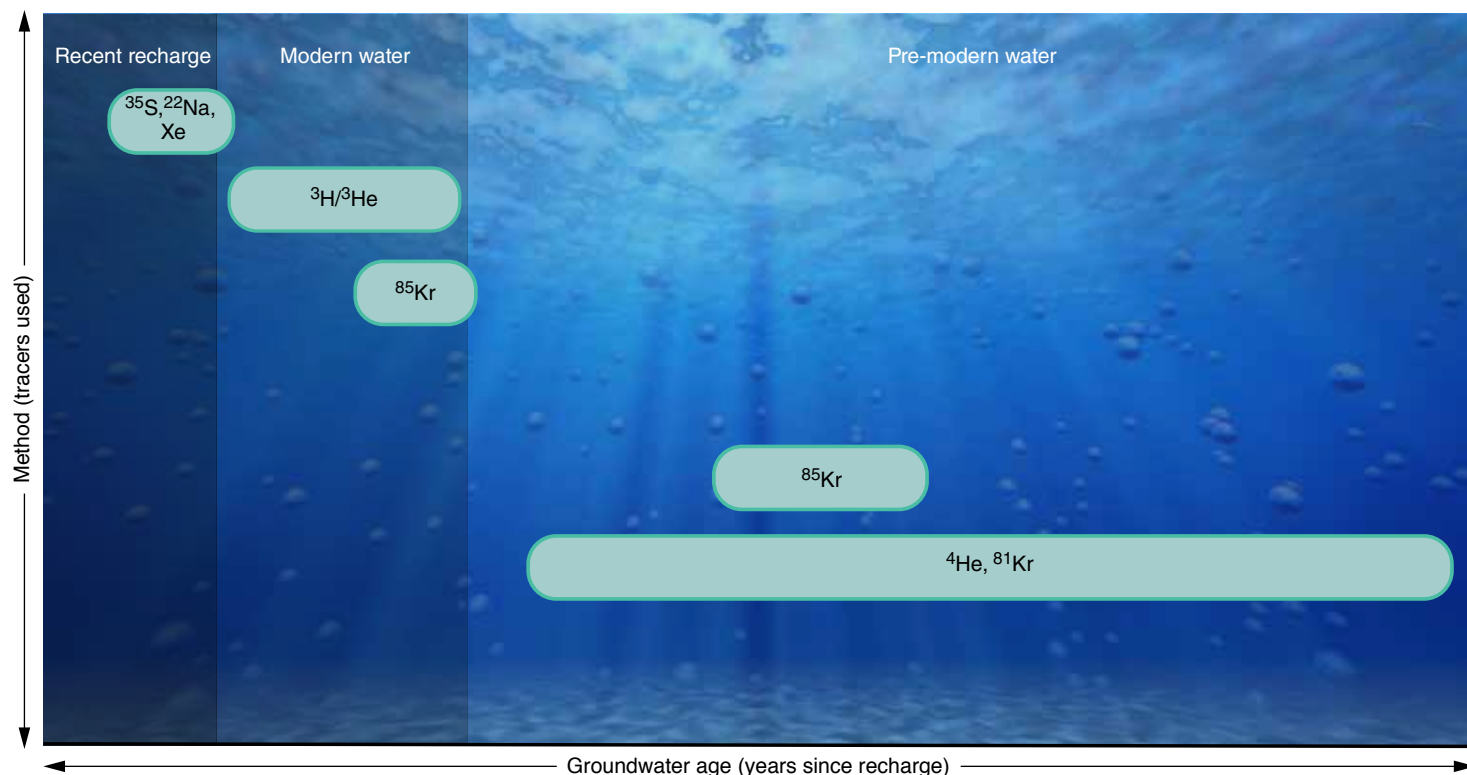 Recent recharge
Modern water
Pre-modern water
³⁵S,²²Na,
Xe
³H/³He
⁸⁵Kr
⁸⁵Kr
⁴He, ⁸¹Kr
Method (tracers used)
Groundwater age (years since recharge)